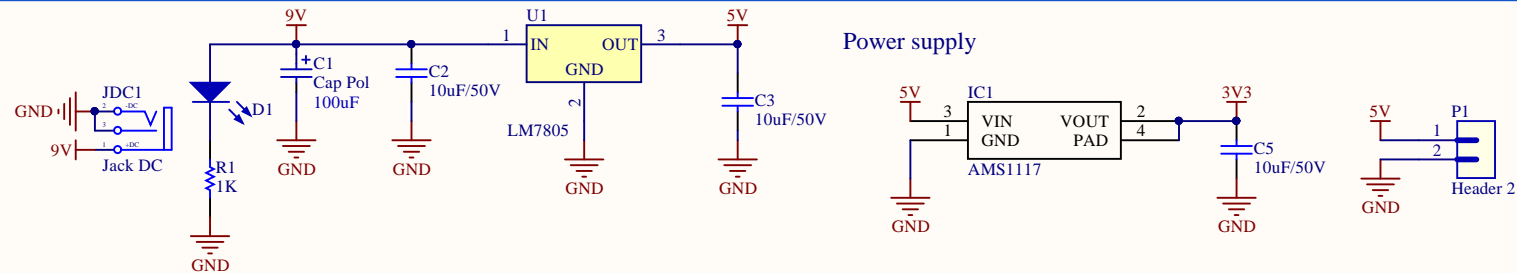 Power supply
9V
U1
5V
1
IN
OUT
3
GND
2
LM7805
C1
Cap Pol
100uF
C2
10uF/50V
C3
10uF/50V
JDC1
GND
2
-DC
3
9V
1
+DC
Jack DC
D1
R1
1K
GND
GND
GND
GND
GND
5V
IC1
3V3
3
VIN
VOUT
2
1
GND
PAD
4
AMS1117
C5
10uF/50V
GND
GND
5V
P1
1
2
Header 2
GND